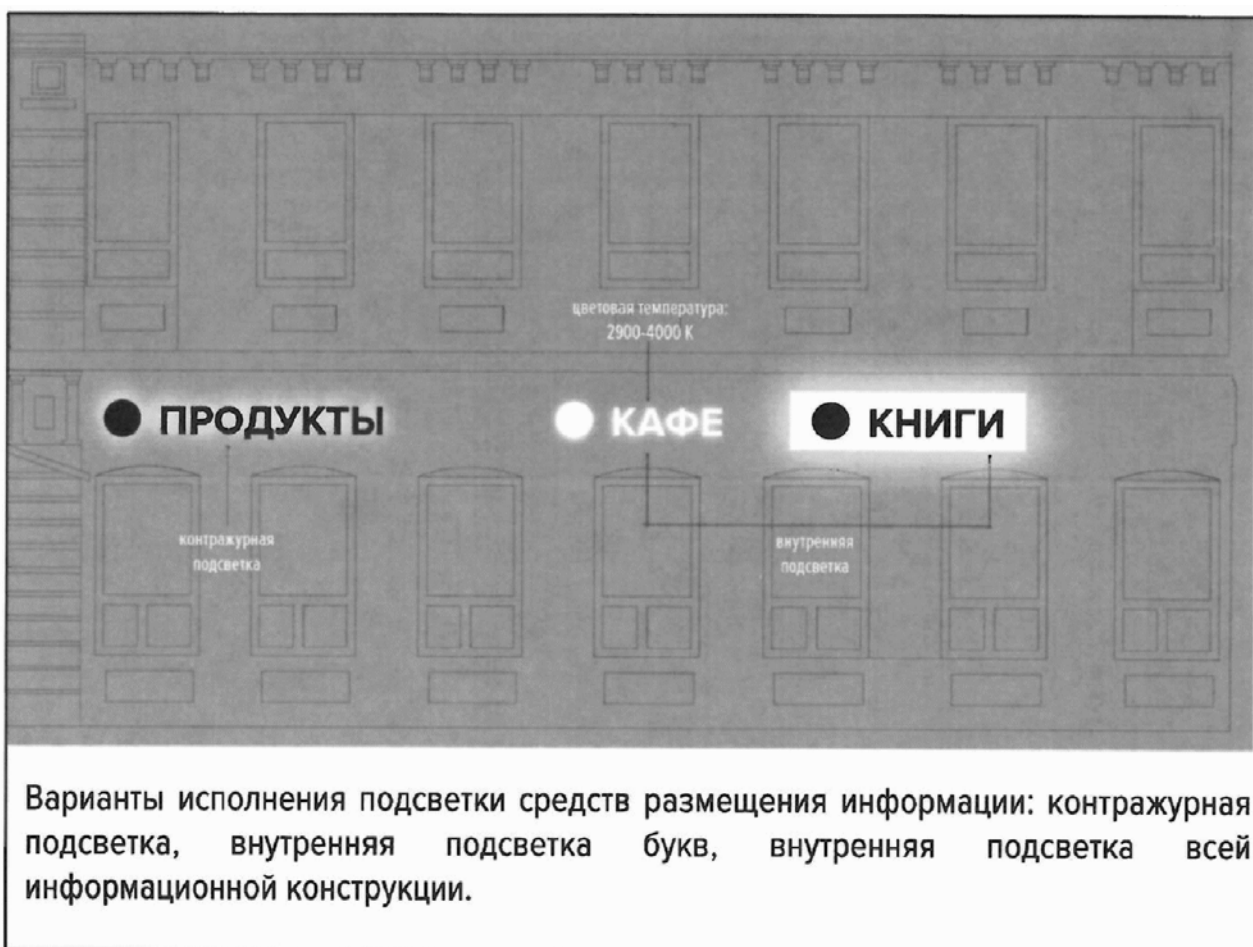 цветовая температура:
2900-4000 К
ПРОДУКТЫ
КАФЕ
КНИГИ
контражурная
подсветка
внутренняя
подсветка
Варианты исполнения подсветки средств размещения информации: контражурная
подсветка, внутренняя подсветка букв, внутренняя подсветка всей
информационной конструкции.